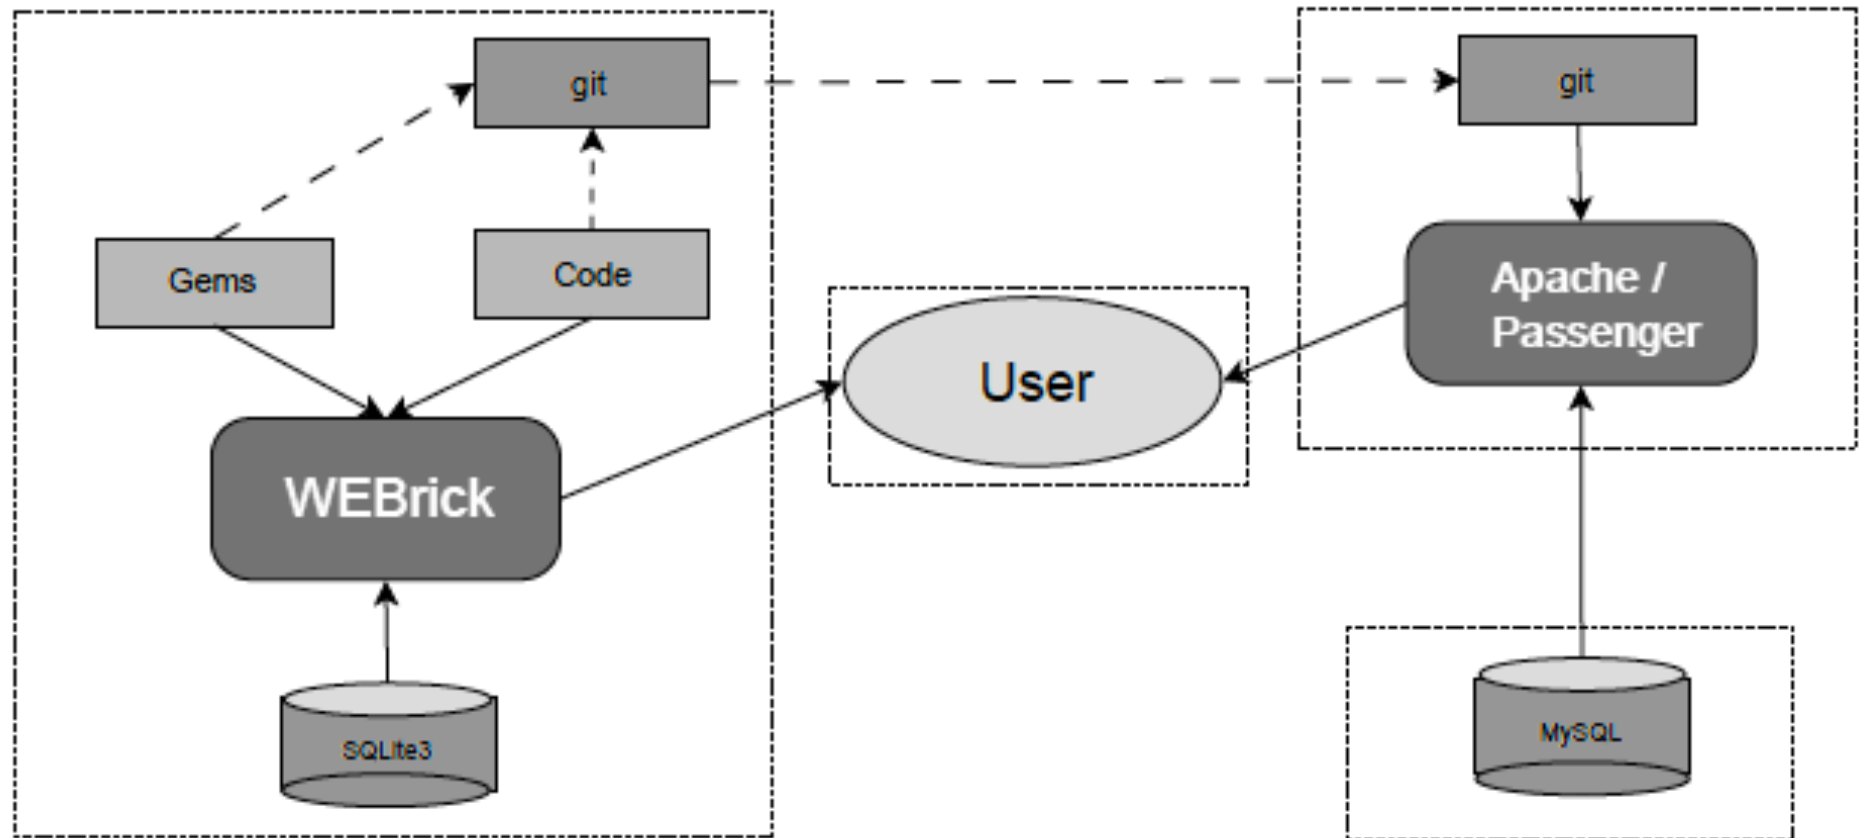 git
git
Gems
Code
Apache /
Passenger
User
WEBrick
SQLite3
MySQL